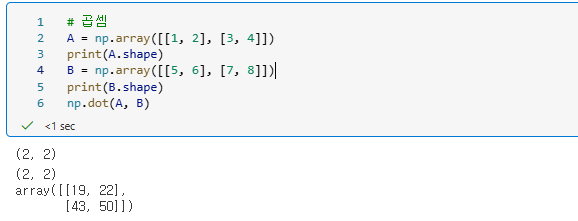 1 # 곱셈
2 A = np.array([[1, 2], [3, 4]])
3 print(A.shape)
4 B = np.array([[5, 6], [7, 8]])
5 print(B.shape)
6 np.dot(A, B)
<1 sec
(2, 2)
(2, 2)
array([[19, 22],
       [43, 50]])